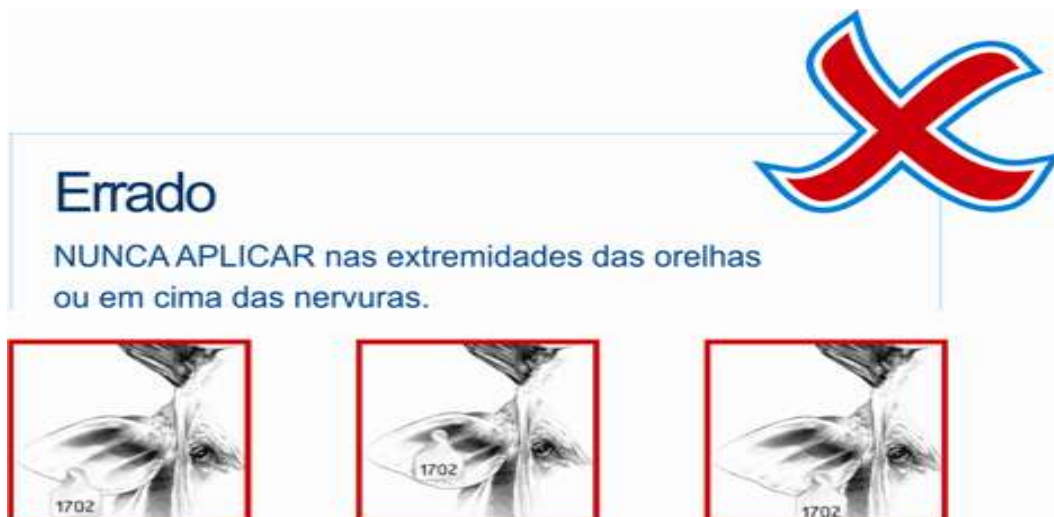 Errado
NUNCA APLICAR nas extremidades das orelhas
ou em cima das nervuras.
1702
1702
1702